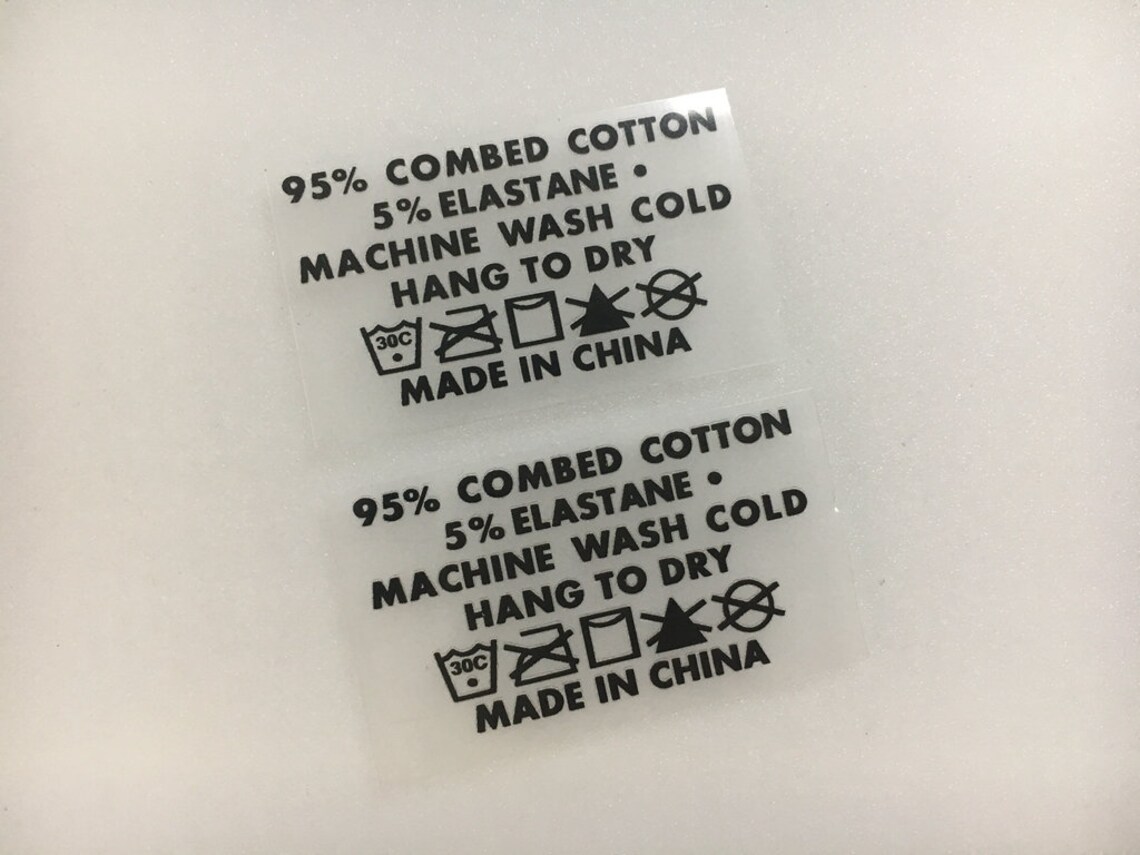 95% COMBED COTTON
5% ELASTANE •
MACHINE WASH COLD
HANG TO DRY
30C
MADE IN CHINA
95% COMBED COTTON
5% ELASTANE •
MACHINE WASH COLD
HANG TO DRY
30C
MADE IN CHINA